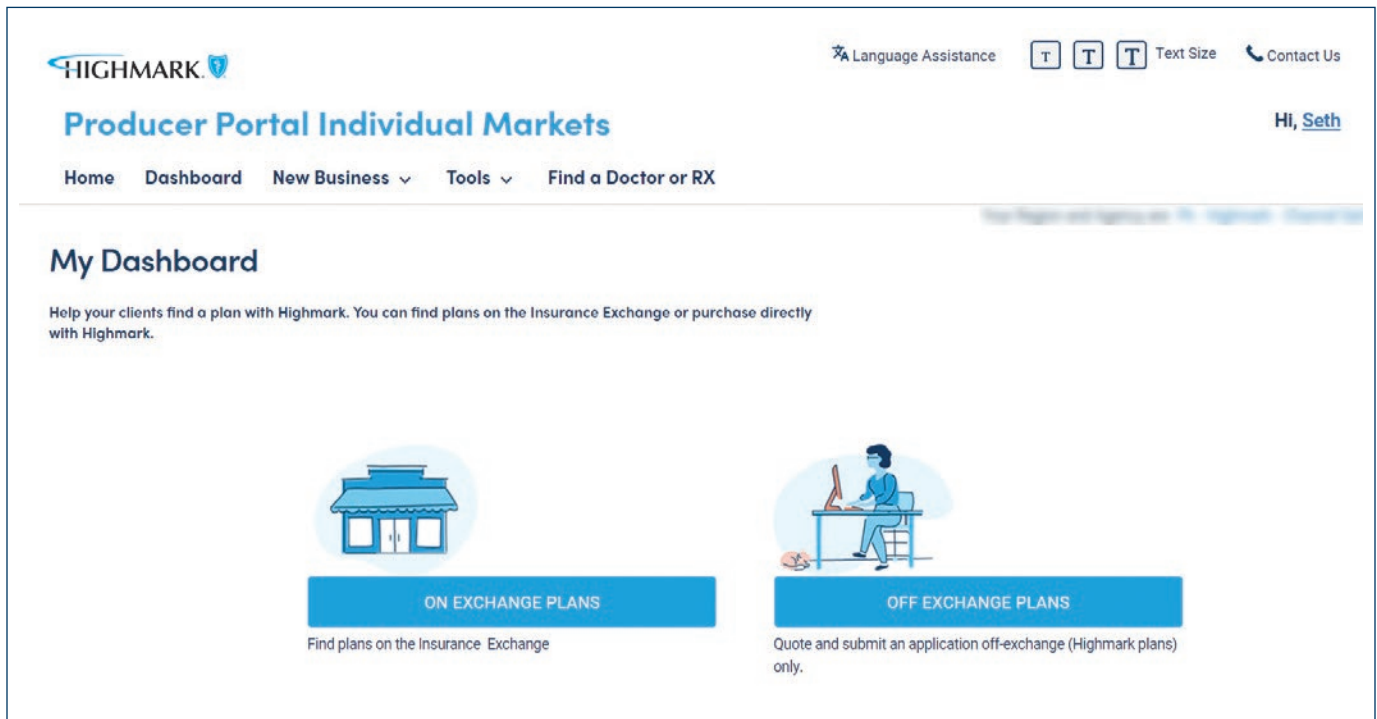 HIGHMARK.
Language Assistance
T T T Text Size
Contact Us
Producer Portal Individual Markets
Hi, Seth
Home Dashboard New Business Tools Find a Doctor or RX
My Dashboard
Help your clients find a plan with Highmark. You can find plans on the Insurance Exchange or purchase directly
with Highmark.
ON EXCHANGE PLANS
Find plans on the Insurance Exchange
OFF EXCHANGE PLANS
Quote and submit an application off-exchange (Highmark plans)
only.